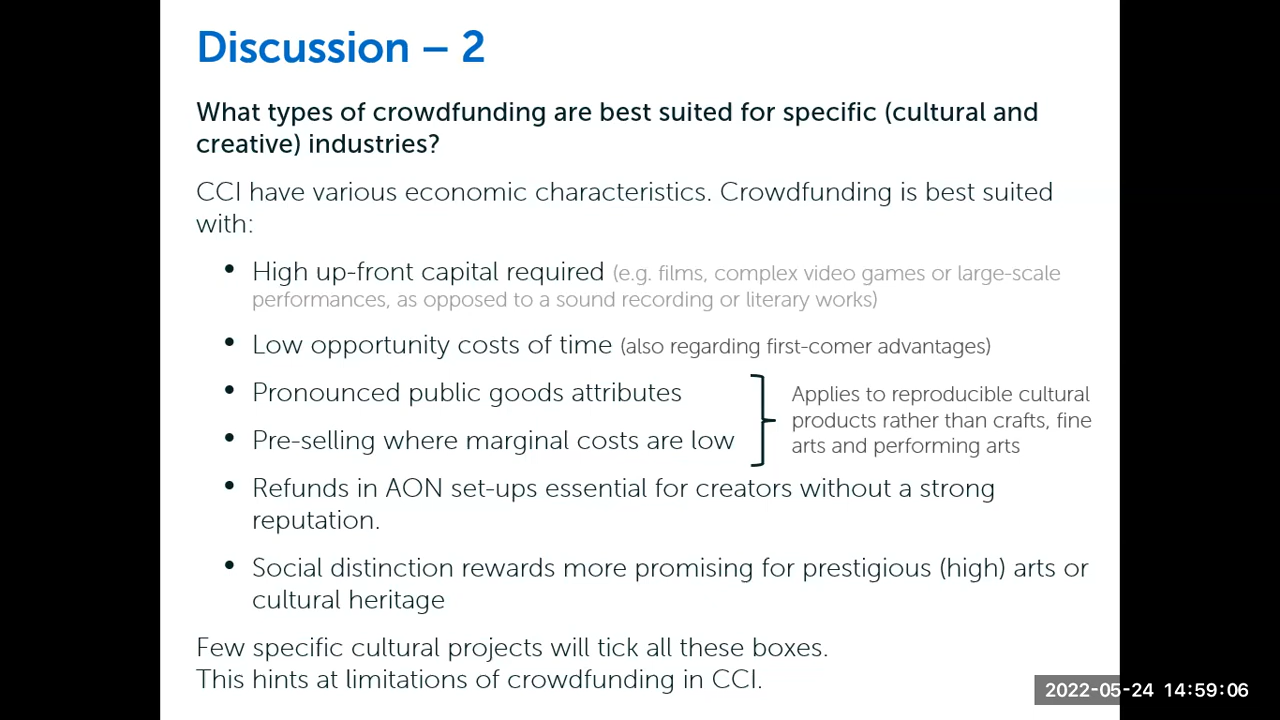 Discussion – 2
What types of crowdfunding are best suited for specific (cultural and
creative) industries?
CCI have various economic characteristics. Crowdfunding is best suited
with:
• High up-front capital required (e.g. films, complex video games or large-scale
performances, as opposed to a sound recording or literary works)
• Low opportunity costs of time (also regarding first-comer advantages)
• Pronounced public goods attributes
• Pre-selling where marginal costs are low
Applies to reproducible cultural
products rather than crafts, fine
arts and performing arts
• Refunds in AON set-ups essential for creators without a strong
reputation.
• Social distinction rewards more promising for prestigious (high) arts or
cultural heritage
Few specific cultural projects will tick all these boxes.
This hints at limitations of crowdfunding in CCI.
2022-05-24 14:59:06